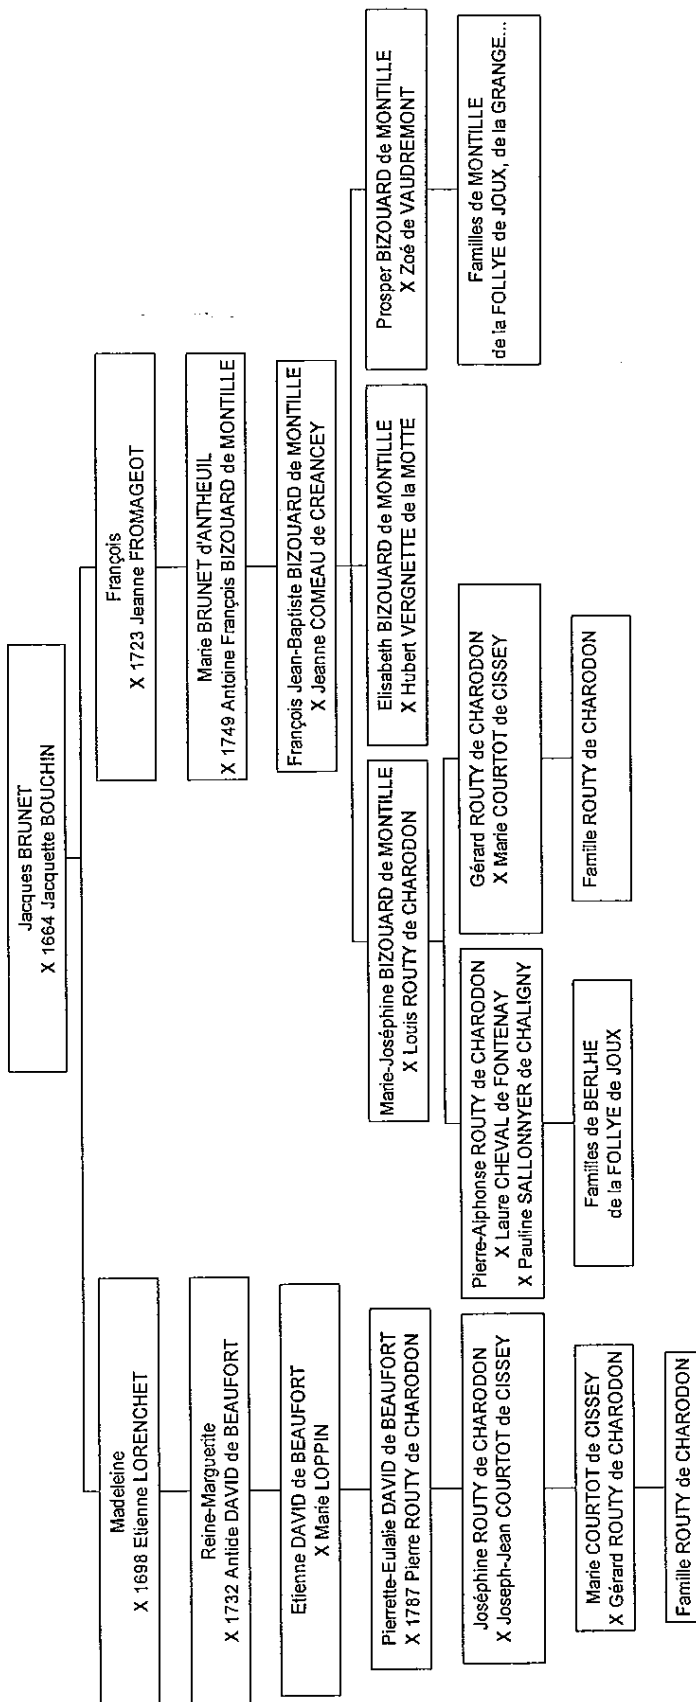 Jacques BRUNET
X 1664 Jacquette BOUCHIN
Madeleine
X 1698 Etienne LORENCHET
François
X 1723 Jeanne FROMAGEOT
Reine-Marguerite
X 1732 Antide DAVID de BEAUFORT
Marie BRUNET d'ANTHEUIL
X 1749 Antoine François BIZOUARD de MONTILLE
Etienne DAVID de BEAUFORT
X Marie LOPPIN
François Jean-Baptiste BIZOUARD de MONTILLE
X Jeanne COMEAU de CREANCEY
Pierrette-Eulalie DAVID de BEAUFORT
X 1787 Pierre ROUTY de CHARODON
Marie-Joséphine BIZOUARD de MONTILLE
X Louis ROUTY de CHARODON
Elisabeth BIZOUARD de MONTILLE
X Hubert VERGNETTE de la MOTTE
Prosper BIZOUARD de MONTILLE
X Zoé de VAUDREMONT
Joséphine ROUTY de CHARODON
X Joseph-Jean COURTOT de CISSEY
Pierre-Alphonse ROUTY de CHARODON
X Laure CHEVAL de FONTENAY
X Pauline SALLONNYER de CHALIGNY
Gérard ROUTY de CHARODON
X Marie COURTOT de CISSEY
Familles de MONTILLE
de la FOLLYE de JOUX, de la GRANGE...
Marie COURTOT de CISSEY
X Gérard ROUTY de CHARODON
Familles de BERLHE
de la FOLLYE de JOUX
Famille ROUTY de CHARODON
Famille ROUTY de CHARODON